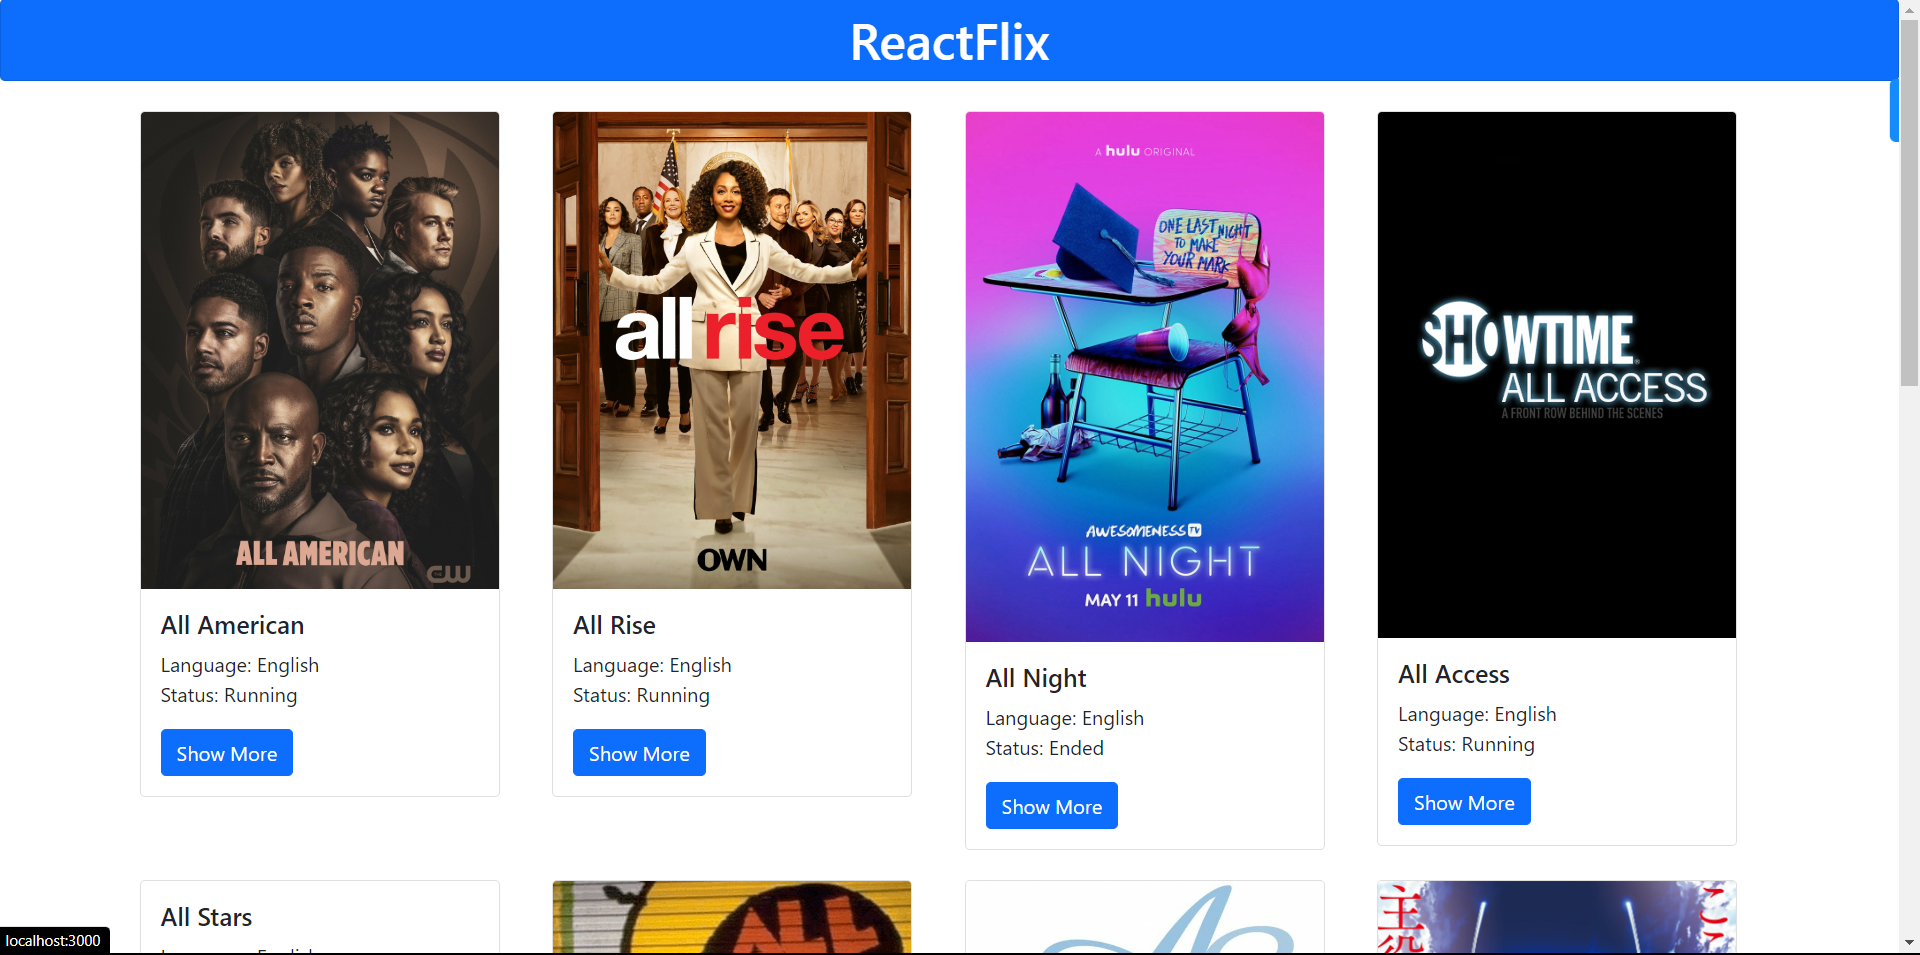 ReactFlix
ALL AMERICAN
CW
all rise
OWN
A hulu ORIGINAL
ONE LAST NIGHT
TO MAKE
YOUR MARK
AWESOMENESS TV
ALL NIGHT
MAY 11 hulu
SHOWTIME
ALL ACCESS
A FRONT ROW BEHIND THE SCENES
All American
Language: English
Status: Running
Show More
All Rise
Language: English
Status: Running
Show More
All Night
Language: English
Status: Ended
Show More
All Access
Language: English
Status: Running
Show More
All Stars
ALL
主
こ
localhost:3000